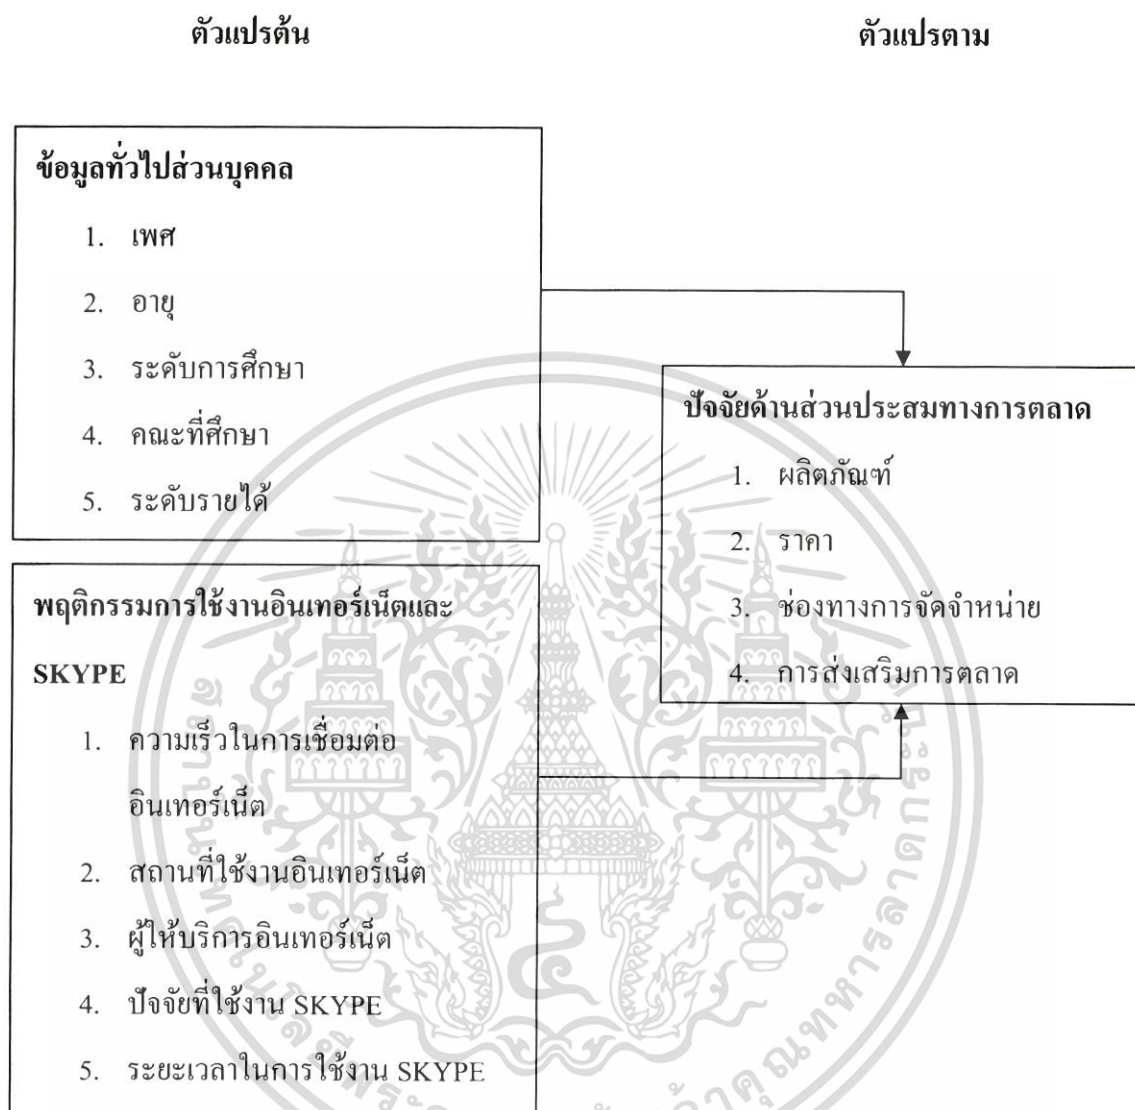 ตัวแปรต้น
ตัวแปรตาม
ข้อมูลทั่วไปส่วนบุคคล
1. เพศ
2. อายุ
3. ระดับการศึกษา
4. คณะที่ศึกษา
5. ระดับรายได้
พฤติกรรมการใช้งานอินเทอร์เน็ตและ
SKYPE
1. ความเร็วในการเชื่อมต่อ
อินเทอร์เน็ต
2. สถานที่ใช้งานอินเทอร์เน็ต
3. ผู้ให้บริการอินเทอร์เน็ต
4. ปัจจัยที่ใช้งาน SKYPE
5. ระยะเวลาในการใช้งาน SKYPE
ปัจจัยด้านส่วนประสมทางการตลาด
1. ผลิตภัณฑ์
2. ราคา
3. ช่องทางการจัดจำหน่าย
4. การส่งเสริมการตลาด